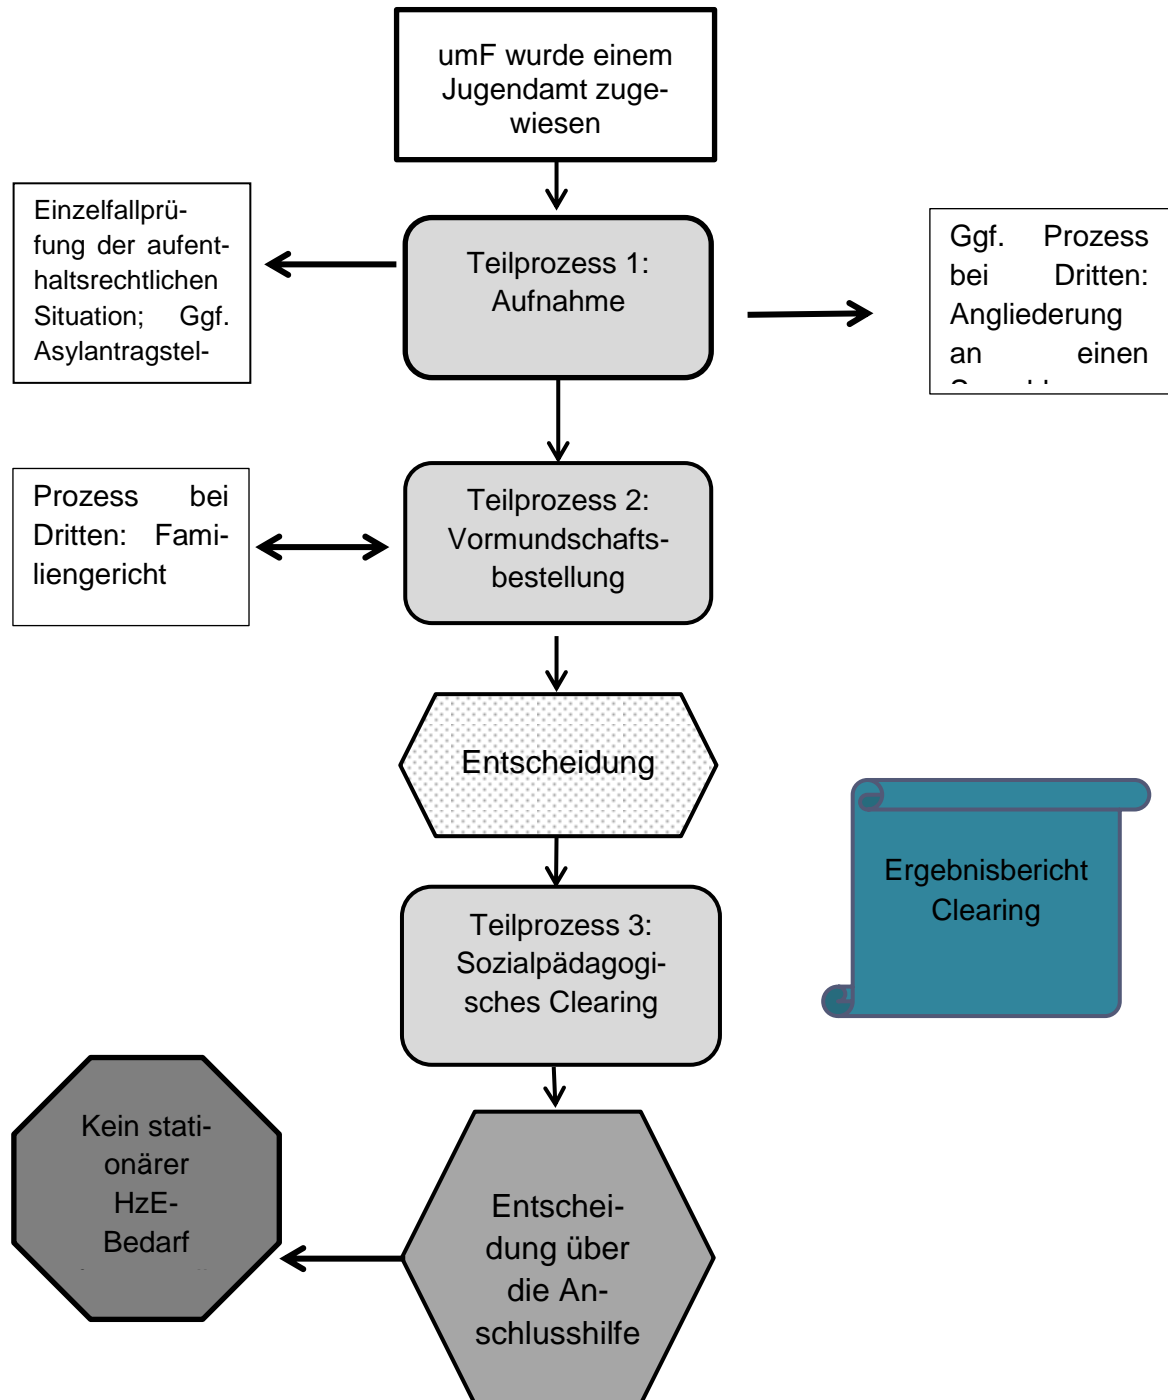 umF wurde einem
Jugendamt zuge-
wiesen
Einzelfallprü-
fung der aufent-
haltsrechtlichen
Situation; Ggf.
Asylantragstel-
Teilprozess 1:
Aufnahme
Ggf. Prozess
bei Dritten:
Angliederung
an einen
Prozess bei
Dritten: Fami-
liengericht
Teilprozess 2:
Vormundschafts-
bestellung
Entscheidung
Teilprozess 3:
Sozialpädagogi-
sches Clearing
Ergebnisbericht
Clearing
Kein stati-
onärer
HzE-
Bedarf
Entschei-
dung über
die An-
schlusshilfe